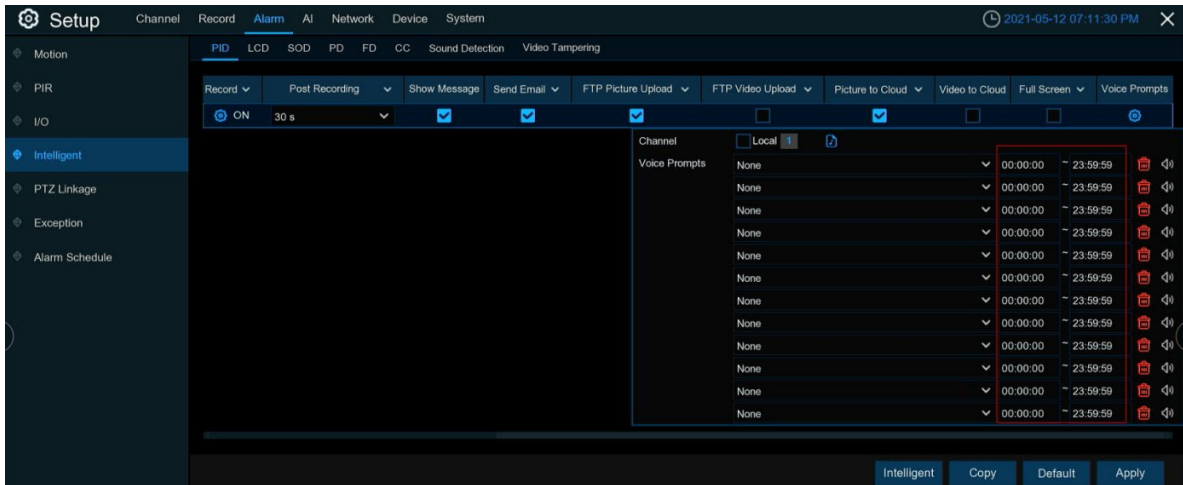 Setup Channel Record Alarm AI Network Device System 2021-05-12 07:11:30 PM
Motion
PIR
I/O
Intelligent
PTZ Linkage
Exception
Alarm Schedule
PID LCD SOD PD FD CC Sound Detection Video Tampering
Record Post Recording Show Message Send Email FTP Picture Upload FTP Video Upload Picture to Cloud Video to Cloud Full Screen Voice Prompts
ON 30 s
Channel Local 1
Voice Prompts None 00:00:00 ~ 23:59:59
None 00:00:00 ~ 23:59:59
None 00:00:00 ~ 23:59:59
None 00:00:00 ~ 23:59:59
None 00:00:00 ~ 23:59:59
None 00:00:00 ~ 23:59:59
None 00:00:00 ~ 23:59:59
None 00:00:00 ~ 23:59:59
None 00:00:00 ~ 23:59:59
None 00:00:00 ~ 23:59:59
None 00:00:00 ~ 23:59:59
None 00:00:00 ~ 23:59:59
Intelligent Copy Default Apply